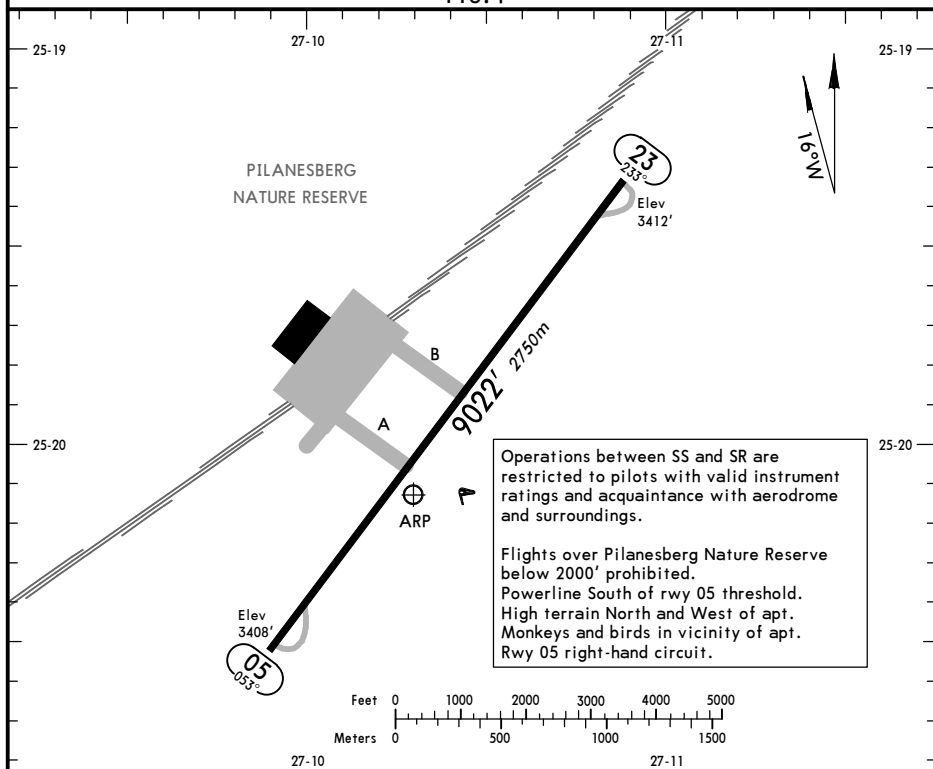 27-10
27-11
25-19
25-19
16°W
PILANESBERG
NATURE RESERVE
23
233°
Elev
3412'
B
9022' 2750m
A
25-20
25-20
ARP
Operations between SS and SR are
restricted to pilots with valid instrument
ratings and acquaintance with aerodrome
and surroundings.
Flights over Pilanesberg Nature Reserve
below 2000' prohibited.
Powerline South of rwy 05 threshold.
High terrain North and West of apt.
Monkeys and birds in vicinity of apt.
Rwy 05 right-hand circuit.
Elev
3408'
05
053°
Feet 0 1000 2000 3000 4000 5000
Meters 0 500 1000 1500
27-10
27-11